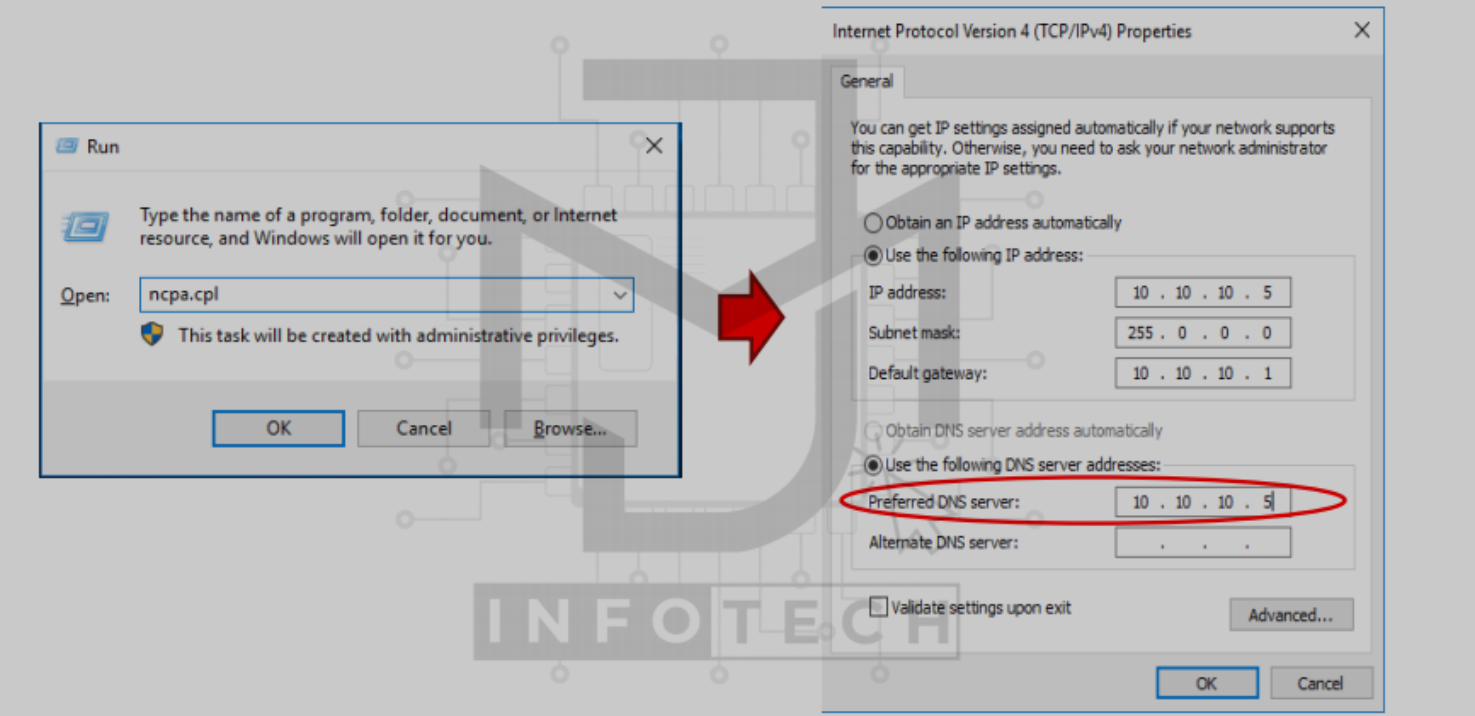 Run
Type the name of a program, folder, document, or Internet
resource, and Windows will open it for you.
Open:
ncpa.cpl
This task will be created with administrative privileges.
OK
Cancel
Browse...
Internet Protocol Version 4 (TCP/IPv4) Properties
General
You can get IP settings assigned automatically if your network supports
this capability. Otherwise, you need to ask your network administrator
for the appropriate IP settings.
Obtain an IP address automatically
Use the following IP address:
IP address: 10 . 10 . 10 . 5
Subnet mask: 255 . 0 . 0 . 0
Default gateway: 10 . 10 . 10 . 1
Obtain DNS server address automatically
Use the following DNS server addresses:
Preferred DNS server: 10 . 10 . 10 . 5
Alternate DNS server: . . .
Validate settings upon exit
Advanced...
OK
Cancel
INFOTECH